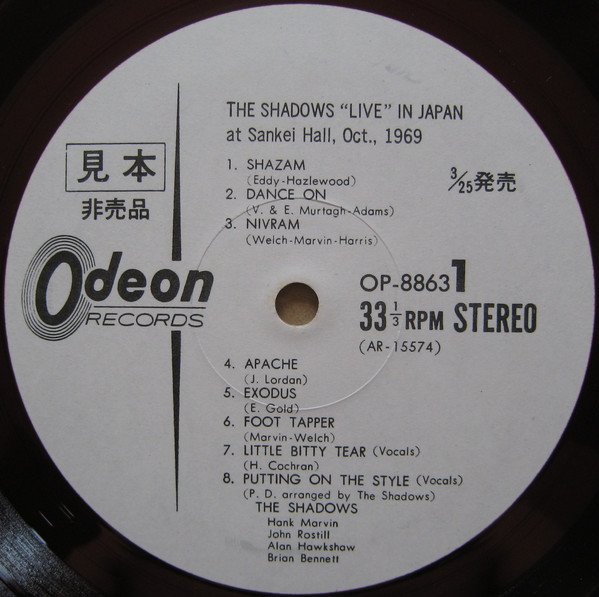 THE SHADOWS “LIVE” IN JAPAN
at Sankei Hall, Oct., 1969
見本
非売品
1. SHAZAM
(Eddy-Hazlewood)
2. DANCE ON
(V. & E. Murtagh-Adams)
3. NIVRAM
(Welch-Marvin-Harris)
3/25発売
Odeon
RECORDS
OP-8863 1
33 1/3 RPM STEREO
(AR-15574)
4. APACHE
(J. Lordan)
5. EXODUS
(E. Gold)
6. FOOT TAPPER
(Marvin-Welch)
7. LITTLE BITTY TEAR (Vocals)
(H. Cochran)
8. PUTTING ON THE STYLE (Vocals)
(P. D. arranged by The Shadows)
THE SHADOWS
Hank Marvin
John Rostill
Alan Hawkshaw
Brian Bennett